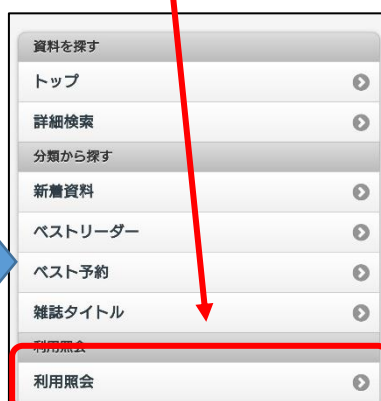 資料を探す
トップ
詳細検索
分類から探す
新着資料
ベストリーダー
ベスト予約
雑誌タイトル
利用照会
利用照会